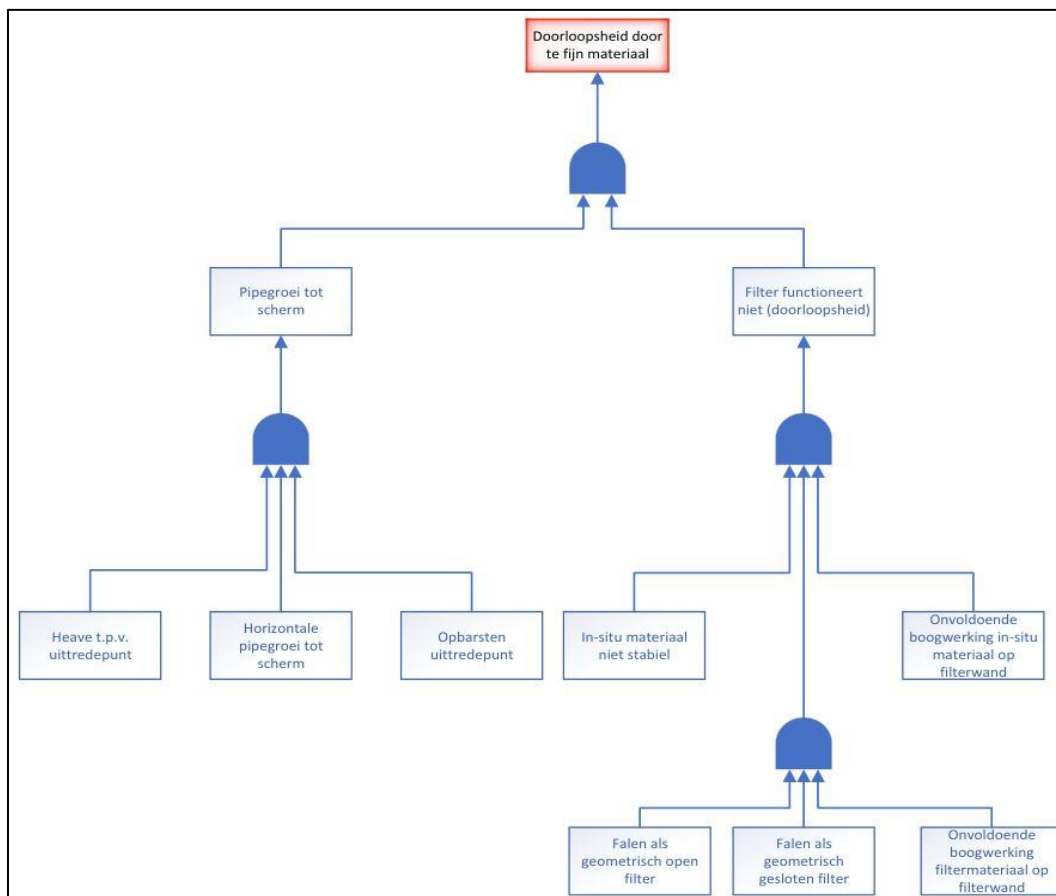 Doorloopsheid door
te fijn materiaal
Pipegroei tot
scherm
Filter functioneert
niet (doorloopsheid)
Heave t.p.v.
uittredepunt
Horizontale
pipegroei tot
scherm
Opbarsten
uittredepunt
In-situ materiaal
niet stabiel
Onvoldoende
boogwerking in-situ
materiaal op
filterwand
Falen als
geometrisch open
filter
Falen als
geometrisch
gesloten filter
Onvoldoende
boogwerking
filtermateriaal op
filterwand